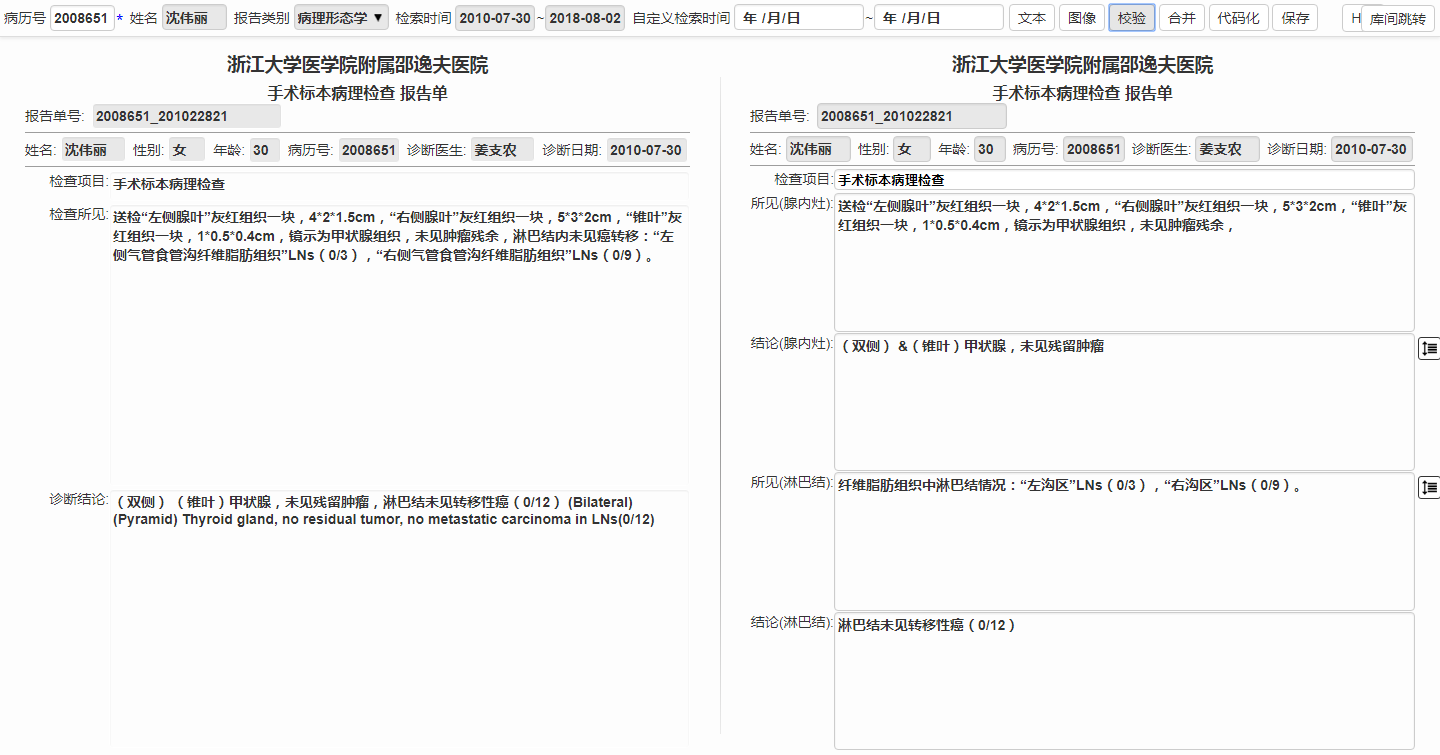 病历号 2008651 * 姓名 沈伟丽 报告类别 病理形态学 ▼ 检索时间 2010-07-30 ~ 2018-08-02 自定义检索时间 年 /月/日 ~ 年 /月/日 文本 图像 校验 合并 代码化 保存 H 库间跳转
浙江大学医学院附属邵逸夫医院
手术标本病理检查 报告单
报告单号: 2008651_201022821
姓名: 沈伟丽 性别: 女 年龄: 30 病历号: 2008651 诊断医生: 姜支农 诊断日期: 2010-07-30
检查项目: 手术标本病理检查
检查所见: 送检“左侧腺叶”灰红组织一块，4*2*1.5cm，“右侧腺叶”灰红组织一块，5*3*2cm，“锥叶”灰
红组织一块，1*0.5*0.4cm，镜示为甲状腺组织，未见肿瘤残余，淋巴结内未见癌转移：“左
侧气管食管沟纤维脂肪组织”LNs（0/3），“右侧气管食管沟纤维脂肪组织”LNs（0/9）。
诊断结论: （双侧）（锥叶）甲状腺，未见残留肿瘤，淋巴结未见转移性癌（0/12）(Bilateral)
(Pyramid) Thyroid gland, no residual tumor, no metastatic carcinoma in LNs(0/12)
浙江大学医学院附属邵逸夫医院
手术标本病理检查 报告单
报告单号: 2008651_201022821
姓名: 沈伟丽 性别: 女 年龄: 30 病历号: 2008651 诊断医生: 姜支农 诊断日期: 2010-07-30
检查项目: 手术标本病理检查
所见(腺内灶): 送检“左侧腺叶”灰红组织一块，4*2*1.5cm，“右侧腺叶”灰红组织一块，5*3*2cm，“锥叶”灰
红组织一块，1*0.5*0.4cm，镜示为甲状腺组织，未见肿瘤残余，
结论(腺内灶): （双侧）&（锥叶）甲状腺，未见残留肿瘤
所见(淋巴结): 纤维脂肪组织中淋巴结情况：“左沟区”LNs（0/3），“右沟区”LNs（0/9）。
结论(淋巴结): 淋巴结未见转移性癌（0/12）